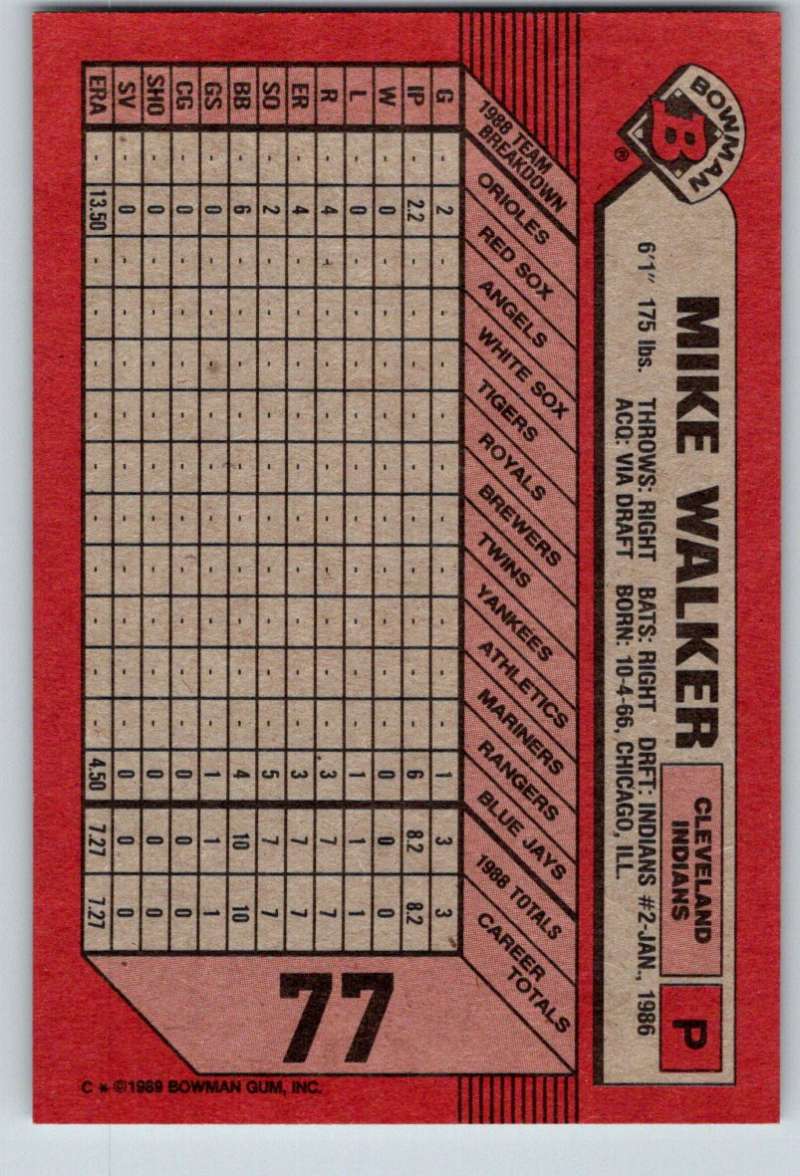 BOWMAN
B
®
MIKE WALKER
CLEVELAND
INDIANS
P
6'1" 175 lbs. THROWS: RIGHT BATS: RIGHT DRFT: INDIANS #2-JAN., 1986
ACQ: VIA DRAFT BORN: 10-4-66, CHICAGO, ILL.
1988 TEAM
BREAKDOWN
ORIOLES
RED SOX
ANGELS
WHITE SOX
TIGERS
ROYALS
BREWERS
TWINS
YANKEES
ATHLETICS
MARINERS
RANGERS
BLUE JAYS
1988 TOTALS
CAREER
TOTALS
G - 2 - - - - - - - - - - 1 3 3
IP - 2.2 - - - - - - - - - - 6 8.2 8.2
W - 0 - - - - - - - - - - 0 0 0
L - 0 - - - - - - - - - - 1 1 1
R - 4 - - - - - - - - - - 3 7 7
ER - 4 - - - - - - - - - - 3 7 7
SO - 2 - - - - - - - - - - 5 7 7
BB - 6 - - - - - - - - - - 4 10 10
GS - 0 - - - - - - - - - - 1 1 1
CG - 0 - - - - - - - - - - 0 0 0
SHO - 0 - - - - - - - - - - 0 0 0
SV - 0 - - - - - - - - - - 0 0 0
ERA - 13.50 - - - - - - - - - - 4.50 7.27 7.27
77
C * ©1989 BOWMAN GUM, INC.